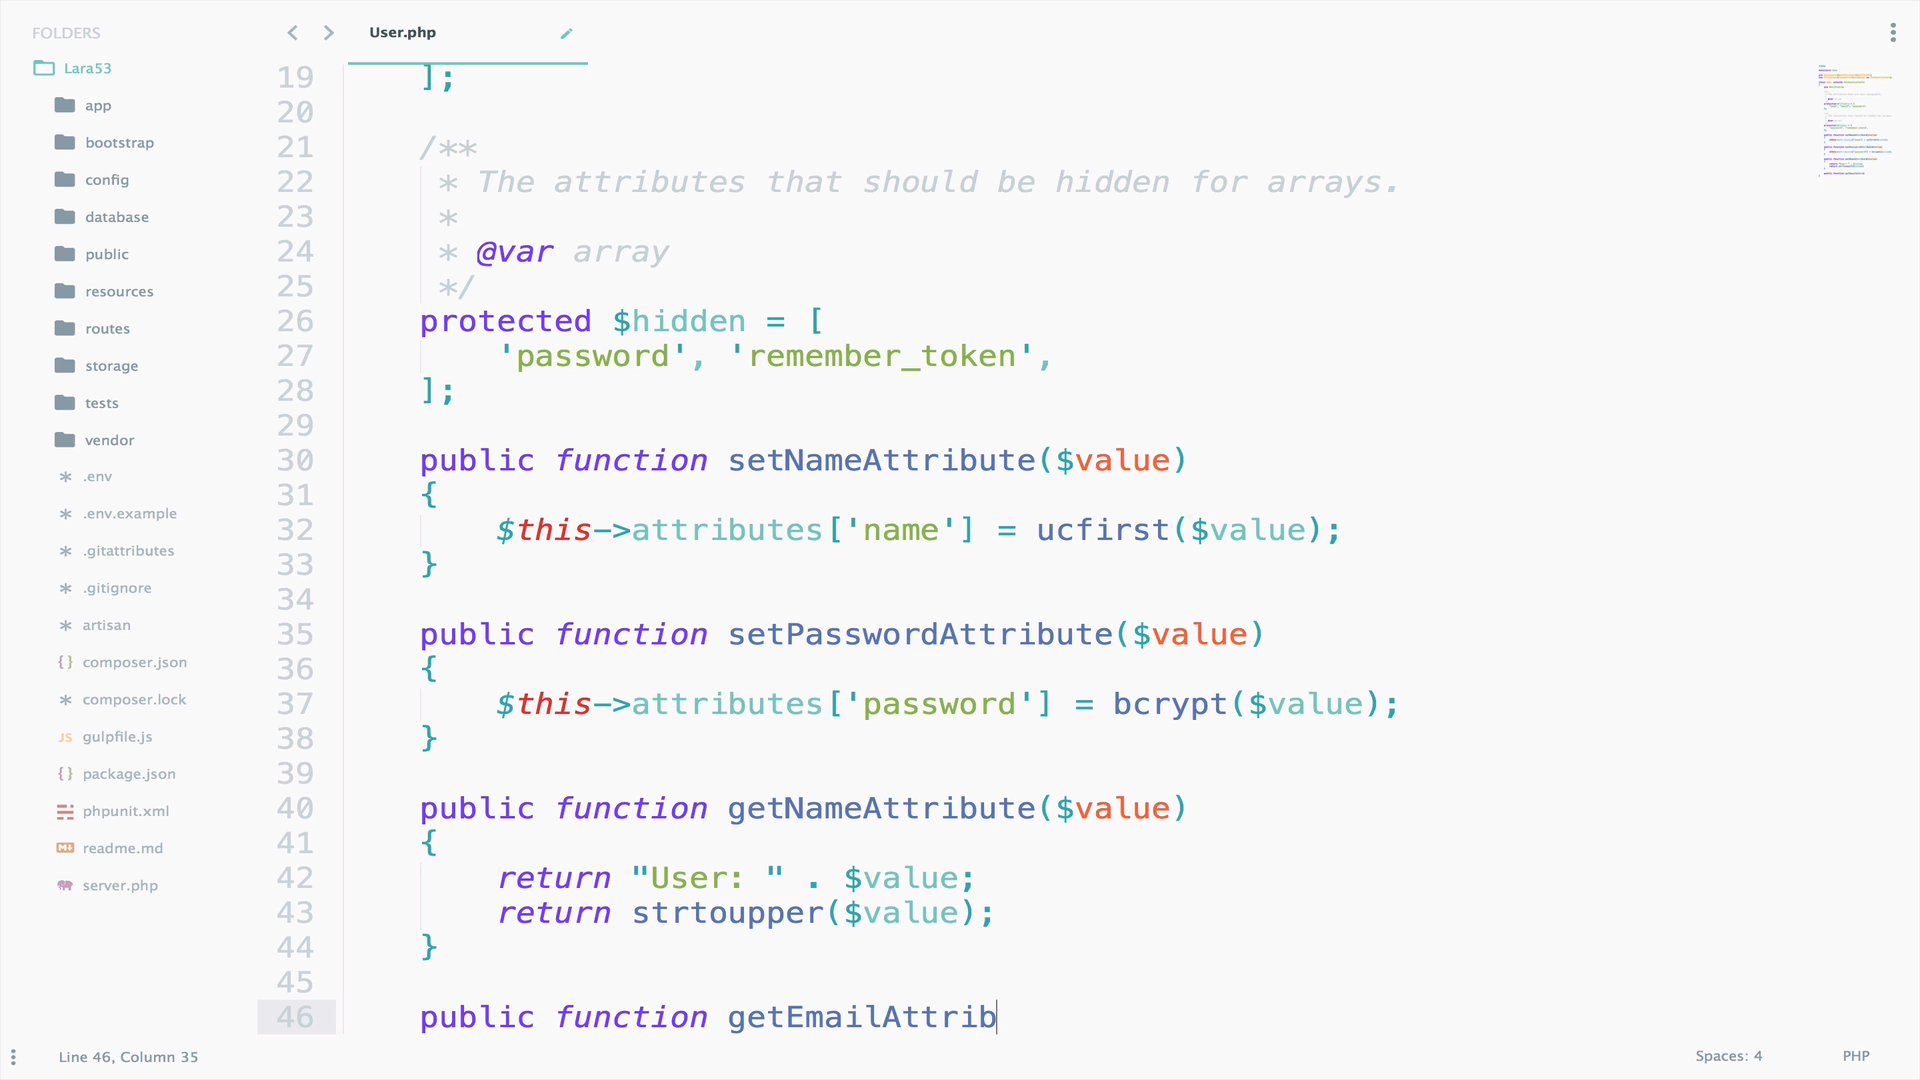 FOLDERS
Lara53
app
bootstrap
config
database
public
resources
routes
storage
tests
vendor
.env
.env.example
.gitattributes
.gitignore
artisan
composer.json
composer.lock
JS gulpfile.js
package.json
phpunit.xml
readme.md
server.php
User.php
19 ];
20
21 /**
22 * The attributes that should be hidden for arrays.
23 *
24 * @var array
25 */
26 protected $hidden = [
27 'password', 'remember_token',
28 ];
29
30 public function setNameAttribute($value)
31 {
32 $this->attributes['name'] = ucfirst($value);
33 }
34
35 public function setPasswordAttribute($value)
36 {
37 $this->attributes['password'] = bcrypt($value);
38 }
39
40 public function getNameAttribute($value)
41 {
42 return "User: " . $value;
43 return strtoupper($value);
44 }
45
46 public function getEmailAttrib
Line 46, Column 35
Spaces: 4
PHP